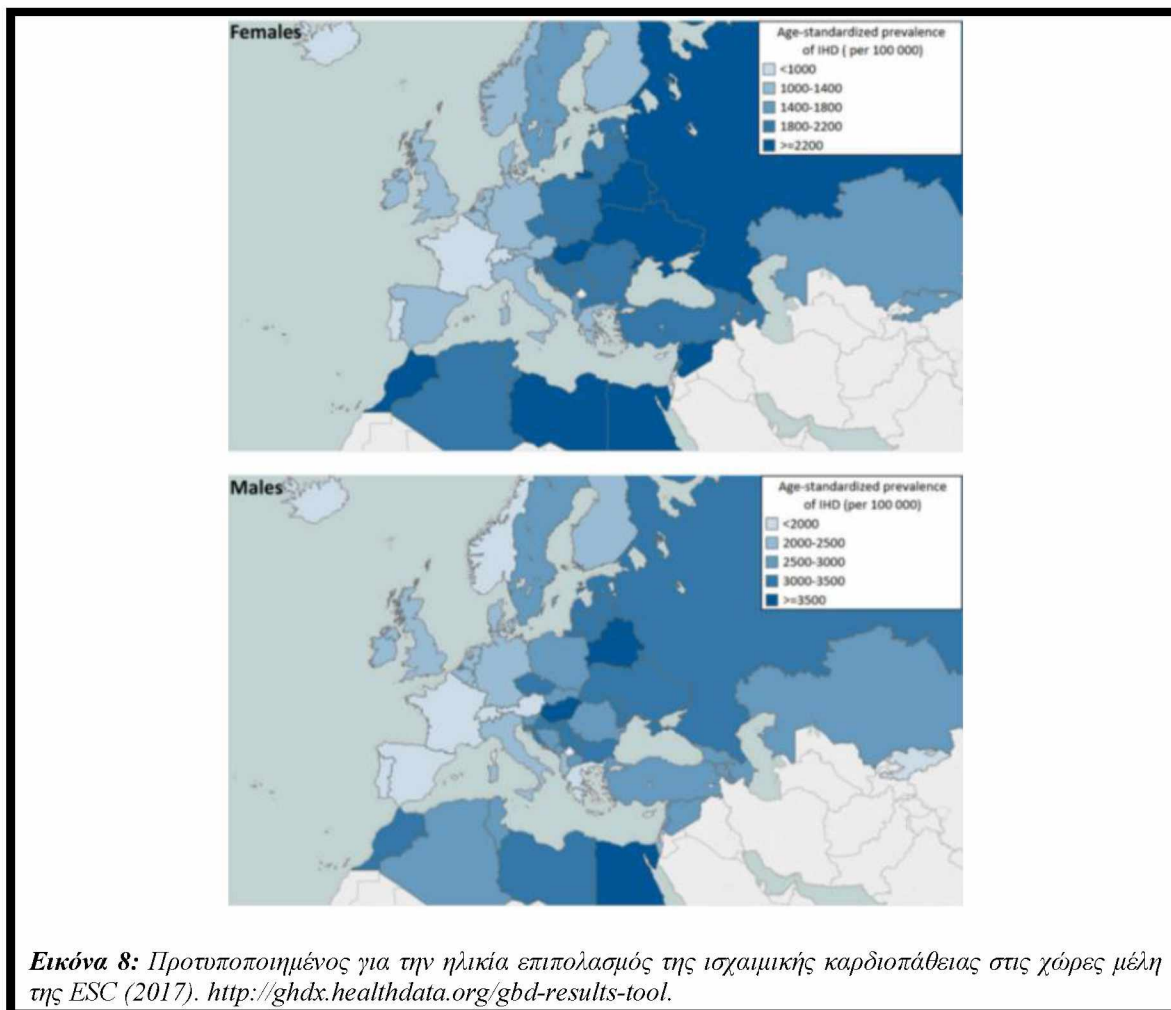 Females
Age-standardized prevalence
of IHD ( per 100 000)
<1000
1000-1400
1400-1800
1800-2200
>=2200
Males
Age-standardized prevalence
of IHD (per 100 000)
<2000
2000-2500
2500-3000
3000-3500
>=3500
Εικόνα 8: Προτυποποιημένος για την ηλικία επιπολασμός της ισχαιμικής καρδιοπάθειας στις χώρες μέλη
της ESC (2017). http://ghdx.healthdata.org/gbd-results-tool.